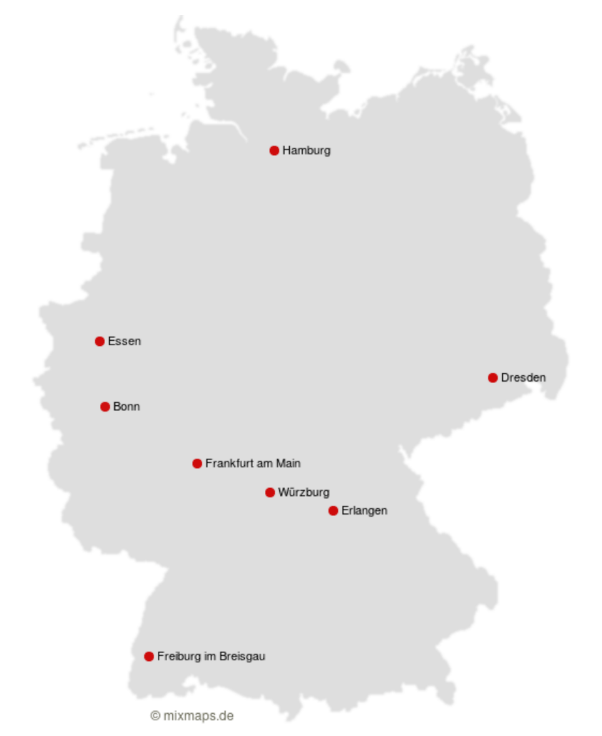 Hamburg
Essen
Dresden
Bonn
Frankfurt am Main
Würzburg
Erlangen
Freiburg im Breisgau
© mixmaps.de